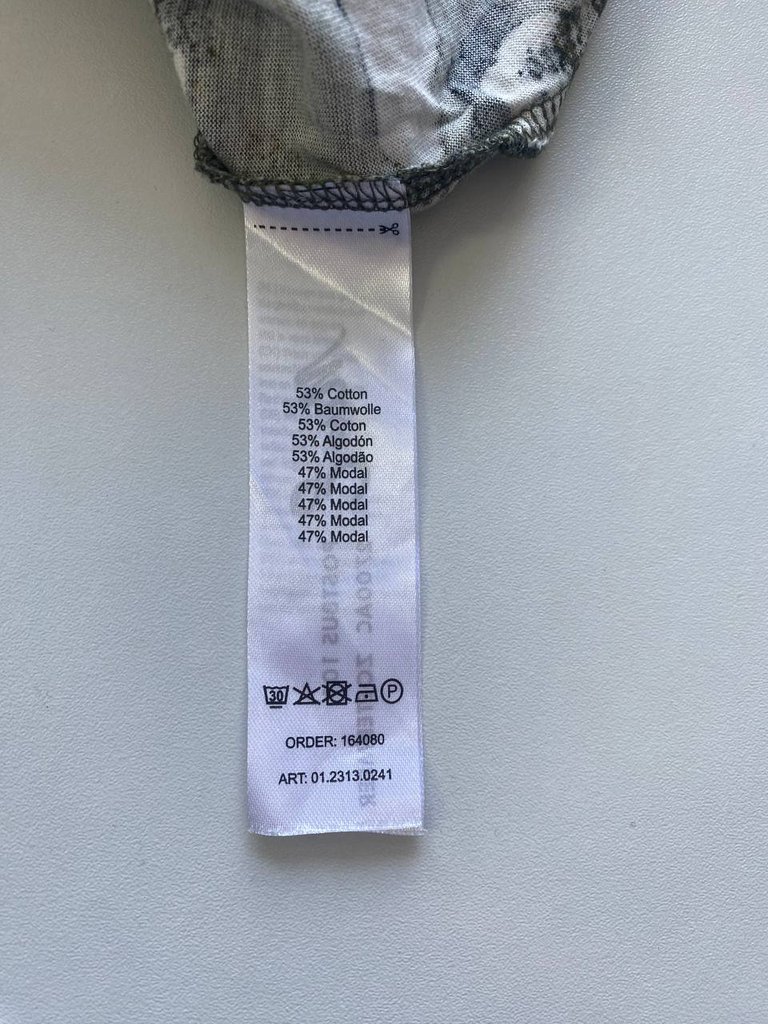 53% Cotton
53% Baumwolle
53% Coton
53% Algodón
53% Algodão
47% Modal
47% Modal
47% Modal
47% Modal
47% Modal
30 P
ORDER: 164080
ART: 01.2313.0241